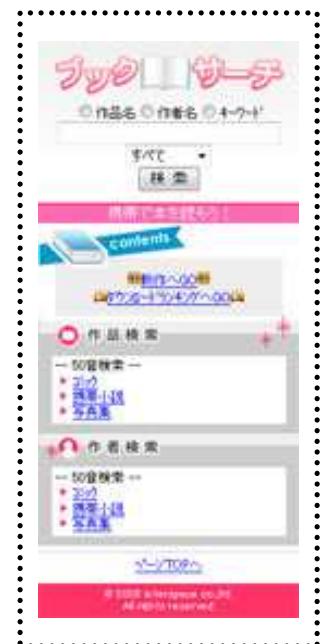 ブックサーチ
作品名 作者名 キーワード
すべて
検索
携帯で本を読もう!
contents
新作へGO
ダウンロードランキングへGO
作品検索
-- 50音検索 --
コミック
携帯小説
写真集
作者検索
-- 50音検索 --
コミック
携帯小説
写真集
ページTOPへ
All rights reserved.